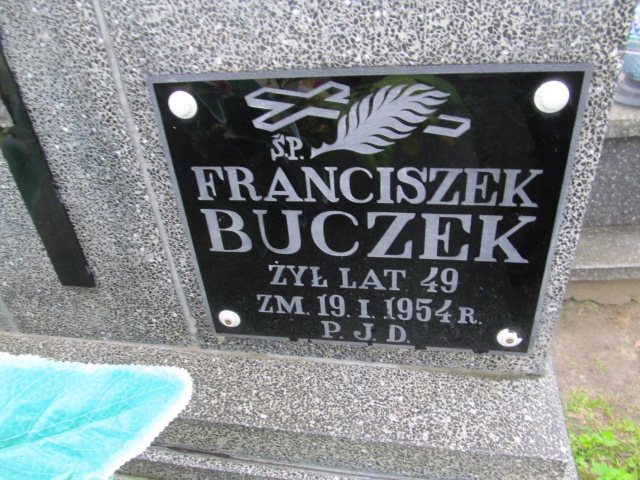 ŚP.
FRANCISZEK
BUCZEK
ŻYŁ LAT 49
ZM. 19. I. 1954 R.
P. J. D.